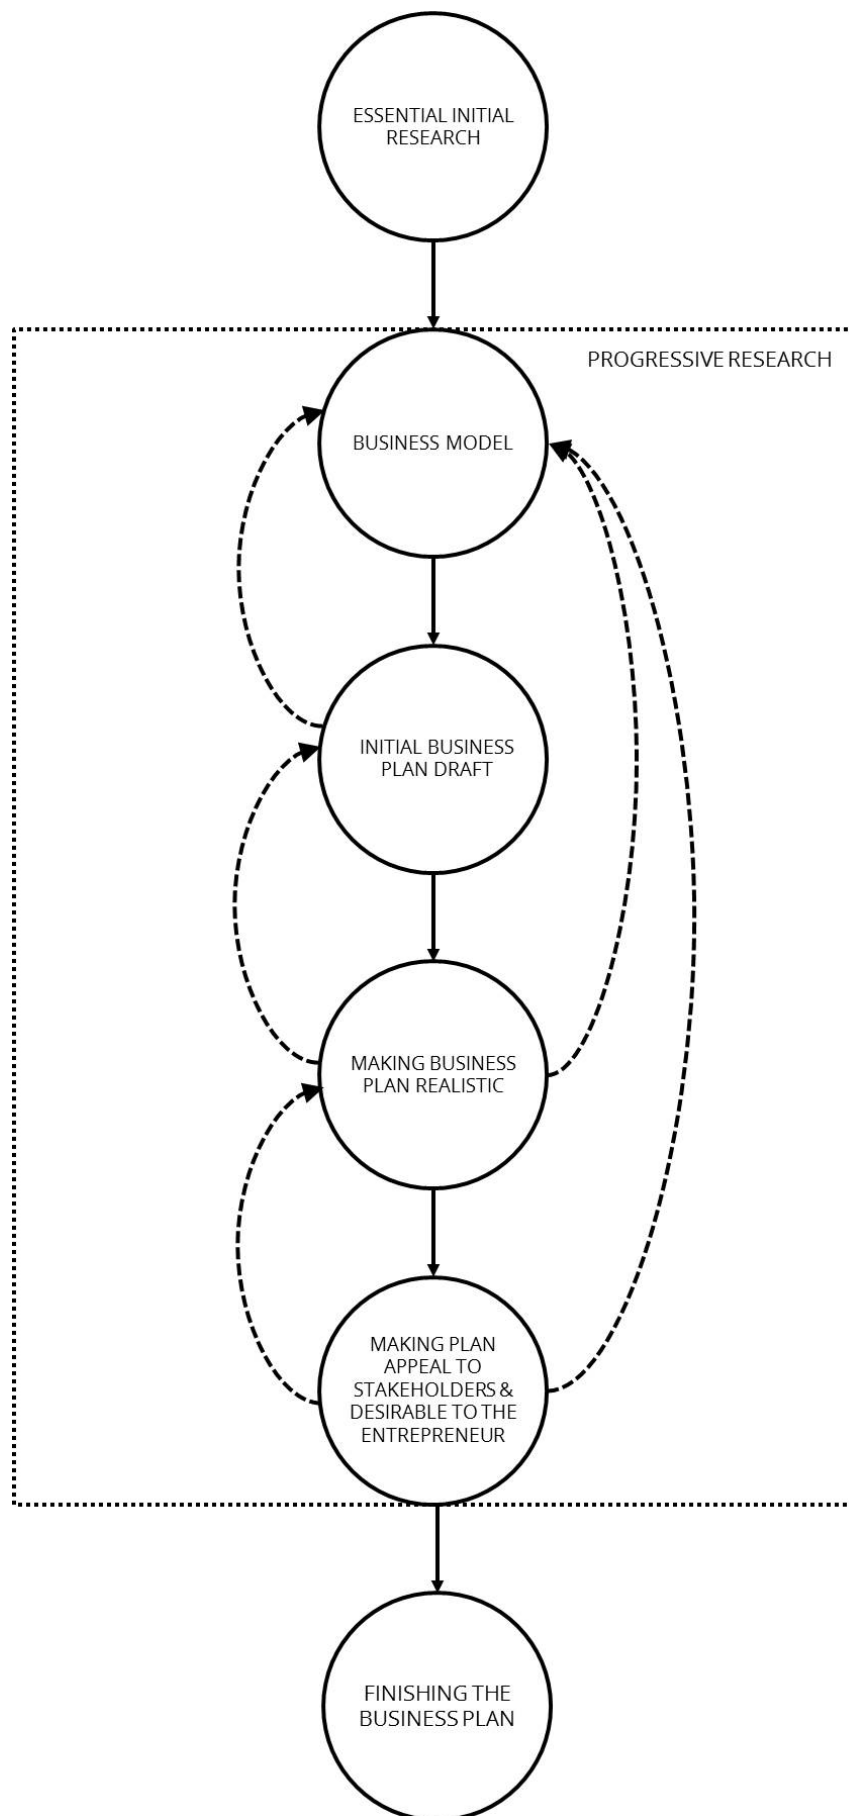 ESSENTIAL INITIAL
RESEARCH
PROGRESSIVE RESEARCH
BUSINESS MODEL
INITIAL BUSINESS
PLAN DRAFT
MAKING BUSINESS
PLAN REALISTIC
MAKING PLAN
APPEAL TO
STAKEHOLDERS &
DESIRABLE TO THE
ENTREPRENEUR
FINISHING THE
BUSINESS PLAN